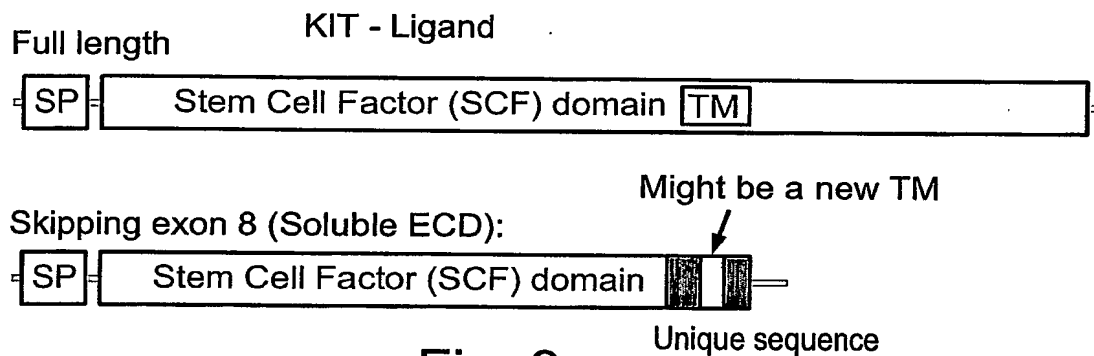 KIT - Ligand
Full length
SP Stem Cell Factor (SCF) domain TM
Might be a new TM
Skipping exon 8 (Soluble ECD):
SP Stem Cell Factor (SCF) domain
Unique sequence